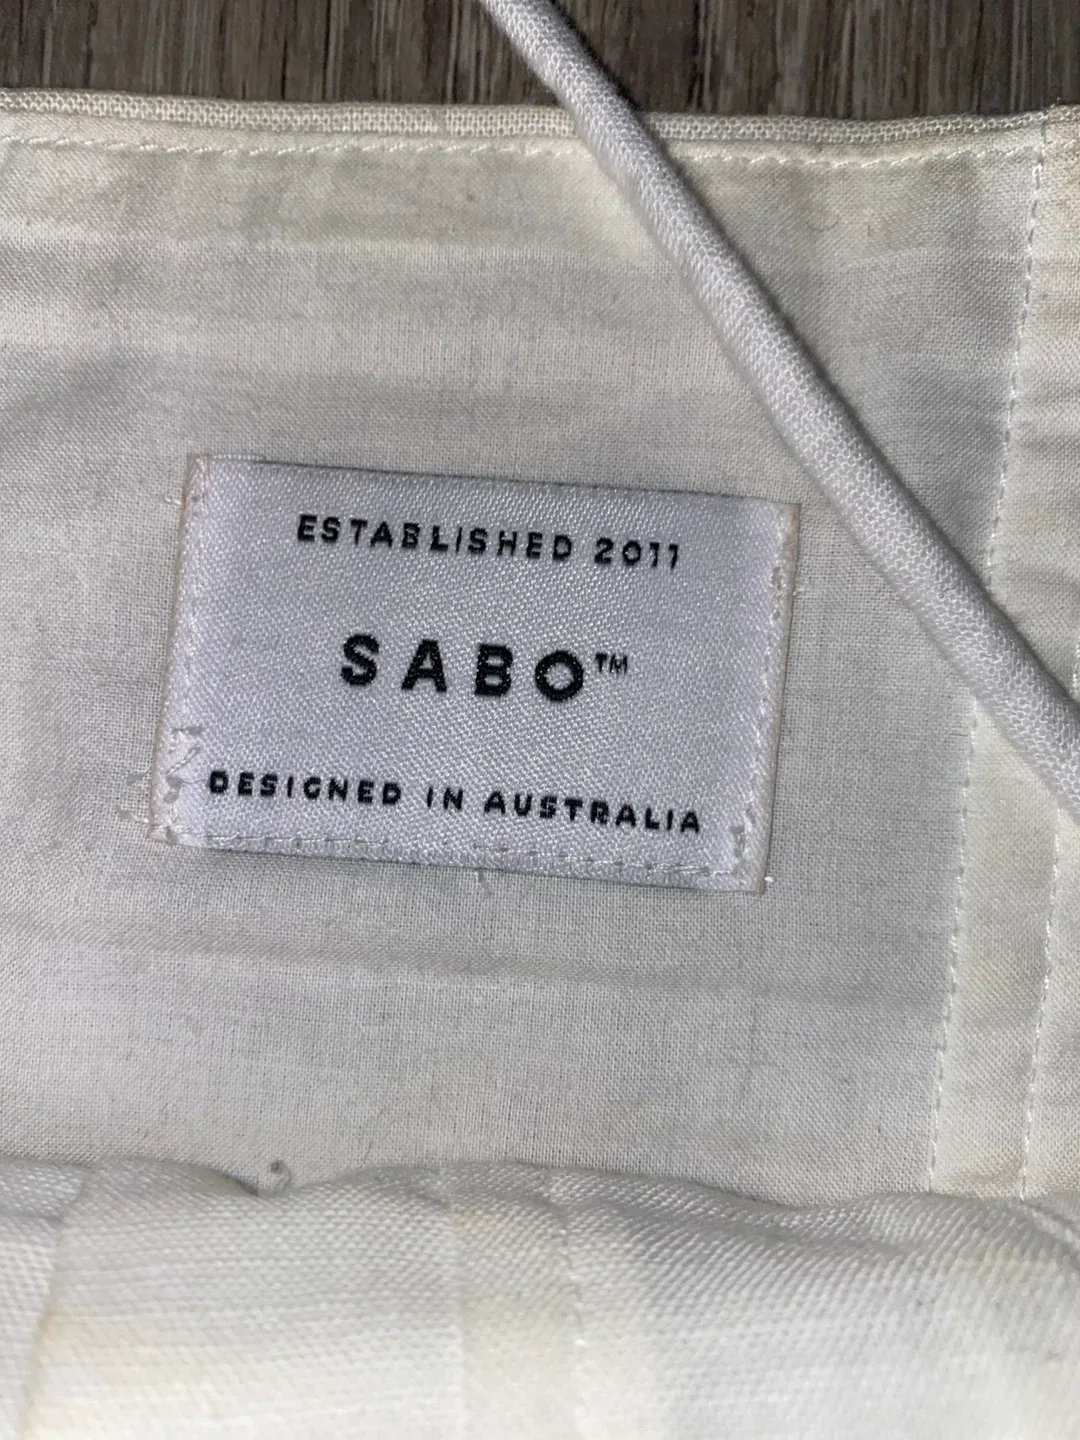 ESTABLISHED 2011
SABO™
DESIGNED IN AUSTRALIA